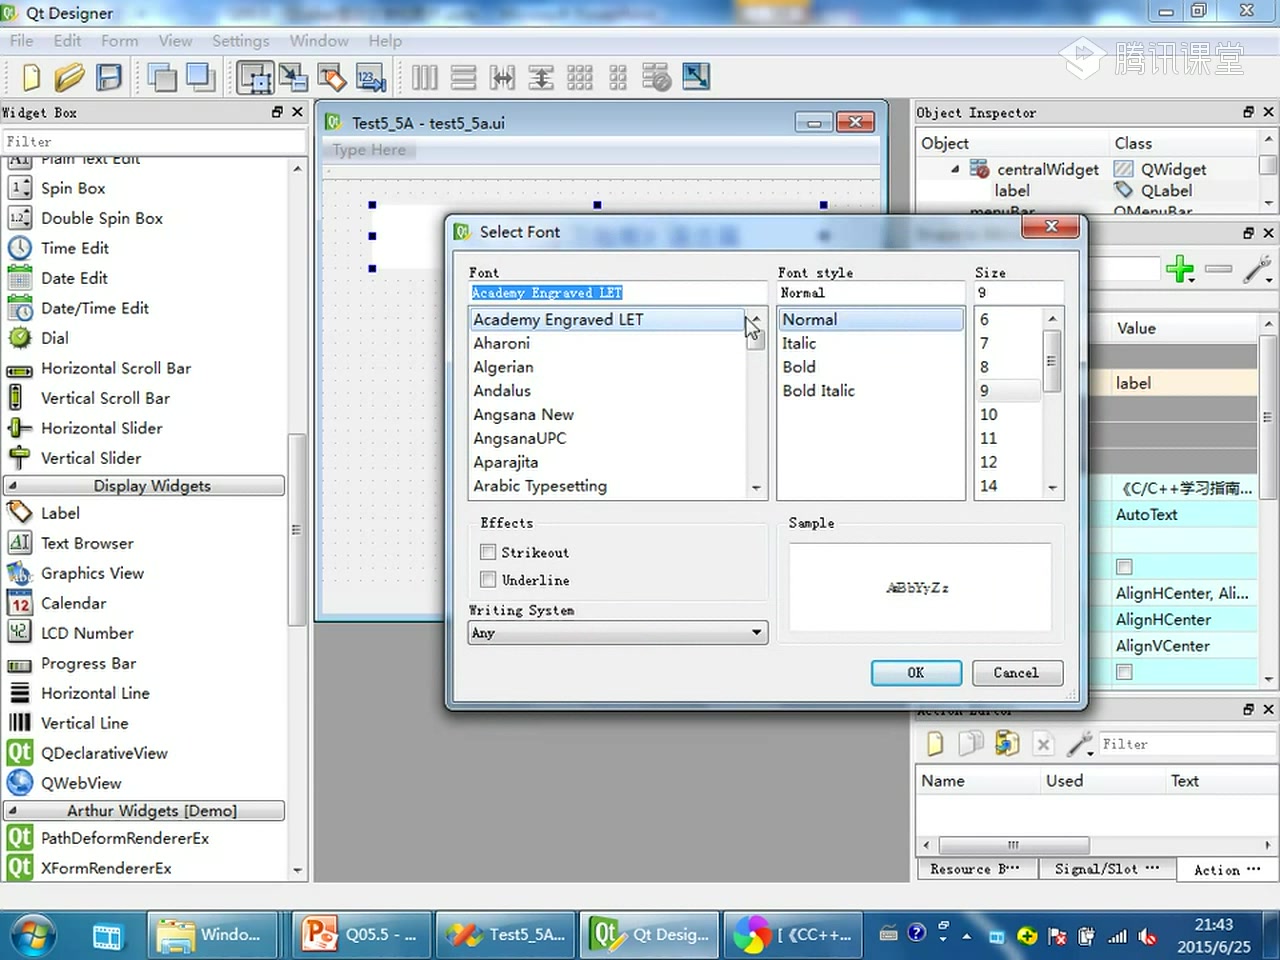 Qt Designer
File Edit Form View Settings Window Help
腾讯课堂
Widget Box
Filter
Plain Text Edit
Spin Box
Double Spin Box
Time Edit
Date Edit
Date/Time Edit
Dial
Horizontal Scroll Bar
Vertical Scroll Bar
Horizontal Slider
Vertical Slider
Display Widgets
Label
Text Browser
Graphics View
Calendar
LCD Number
Progress Bar
Horizontal Line
Vertical Line
QDeclarativeView
QWebView
Arthur Widgets [Demo]
PathDeformRendererEx
XFormRendererEx
Test5_5A - test5_5a.ui
Type Here
Select Font
Font
Academy Engraved LET
Academy Engraved LET
Aharoni
Algerian
Andalus
Angsana New
AngsanaUPC
Aparajita
Arabic Typesetting
Font style
Normal
Normal
Italic
Bold
Bold Italic
Size
9
6
7
8
9
10
11
12
14
Effects
Strikeout
Underline
Writing System
Any
Sample
AaBbYyZz
OK
Cancel
Object Inspector
Object Class
centralWidget QWidget
label QLabel
menuBar QMenuBar
Value
label
《C/C++学习指南...
AutoText
AlignHCenter, Ali...
AlignHCenter
AlignVCenter
Action Editor
Filter
Name Used Text
Resource B... Signal/Slot ... Action ...
Windo...
Q05.5 - ...
Test5_5A...
Qt Desig...
[《CC++...
21:43
2015/6/25